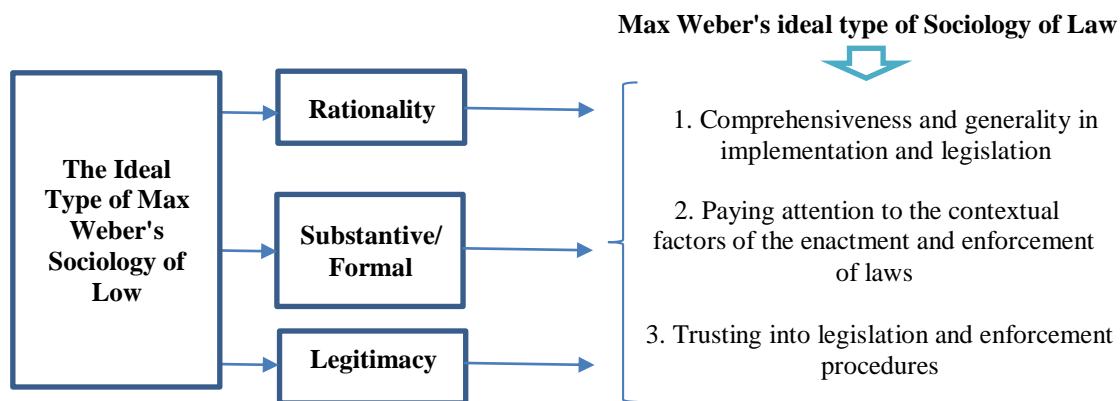 Max Weber's ideal type of Sociology of Law
The Ideal
Type of Max
Weber's
Sociology of
Low
Rationality
Substantive/
Formal
Legitimacy
1. Comprehensiveness and generality in
implementation and legislation
2. Paying attention to the contextual
factors of the enactment and enforcement
of laws
3. Trusting into legislation and enforcement
procedures